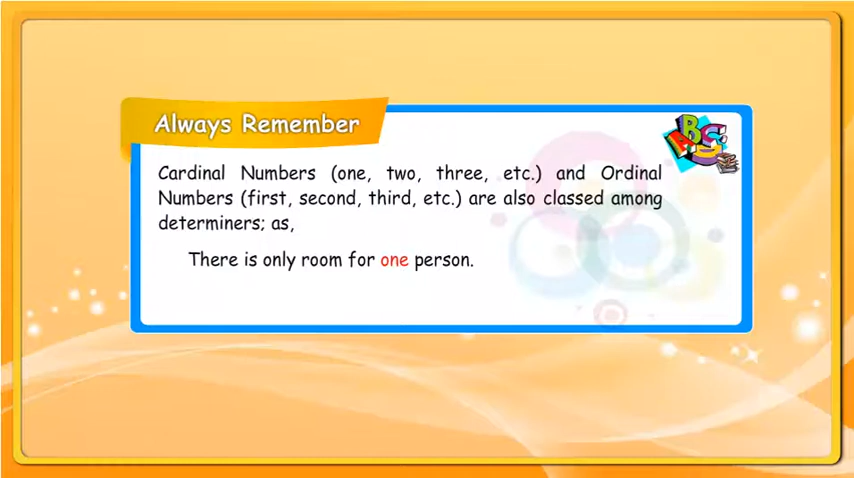 Always Remember
Cardinal Numbers (one, two, three, etc.) and Ordinal
Numbers (first, second, third, etc.) are also classed among
determiners; as,
There is only room for one person.